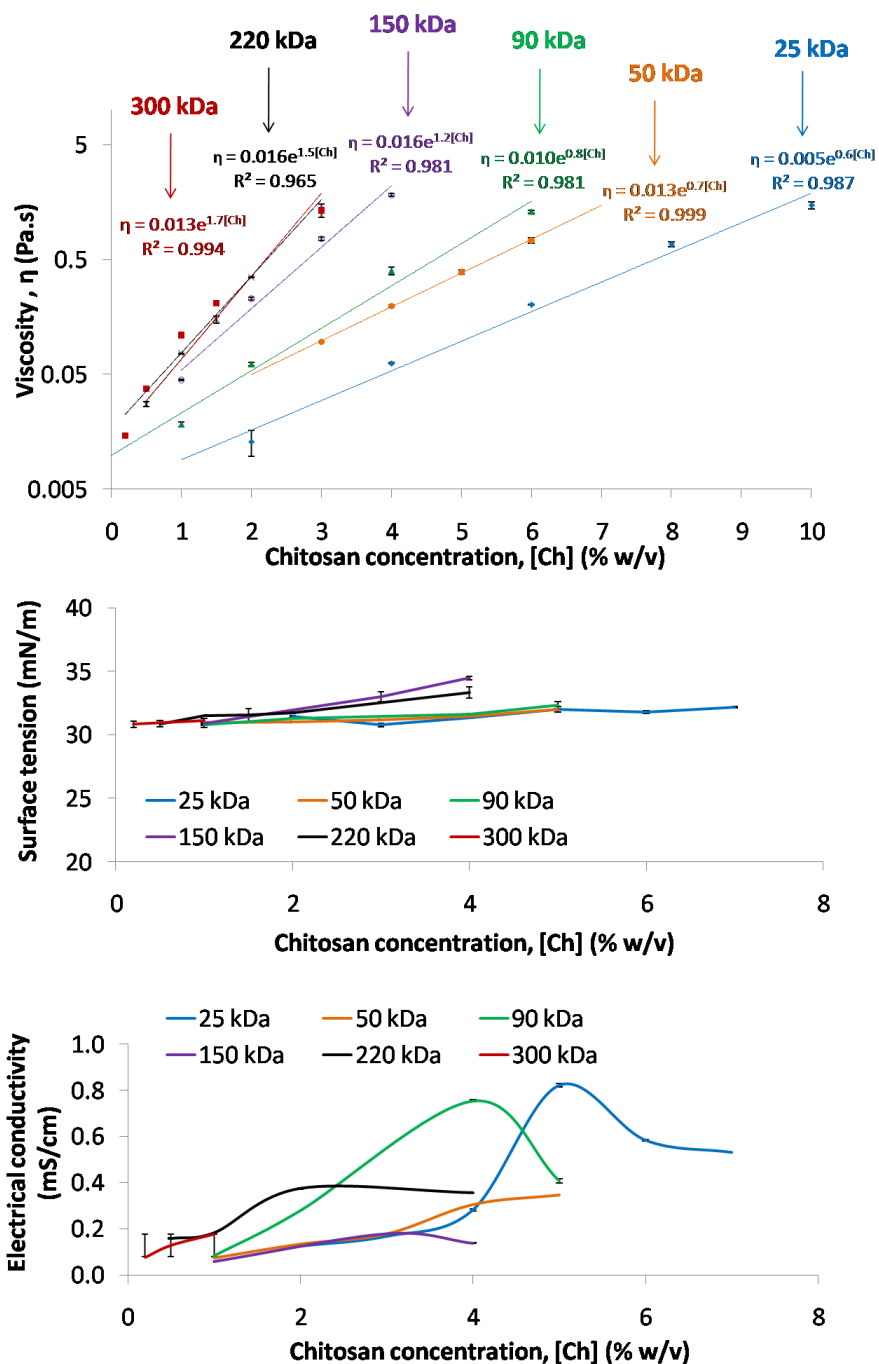 150 kDa
90 kDa
25 kDa
220 kDa
50 kDa
300 kDa
5
η = 0.016e^1.5[Ch]
R² = 0.965
η = 0.016e^1.2[Ch]
R² = 0.981
η = 0.010e^0.8[Ch]
R² = 0.981
η = 0.005e^0.6[Ch]
R² = 0.987
η = 0.013e^0.7[Ch]
R² = 0.999
η = 0.013e^1.7[Ch]
R² = 0.994
Viscosity , η (Pa.s)
0.5
0.05
0.005
0 1 2 3 4 5 6 7 8 9 10
Chitosan concentration, [Ch] (% w/v)
40
35
30
25
20
Surface tension (mN/m)
25 kDa 50 kDa 90 kDa
150 kDa 220 kDa 300 kDa
0 2 4 6 8
Chitosan concentration, [Ch] (% w/v)
25 kDa 50 kDa 90 kDa
150 kDa 220 kDa 300 kDa
Electrical conductivity
(mS/cm)
1.0
0.8
0.6
0.4
0.2
0.0
0 2 4 6 8
Chitosan concentration, [Ch] (% w/v)